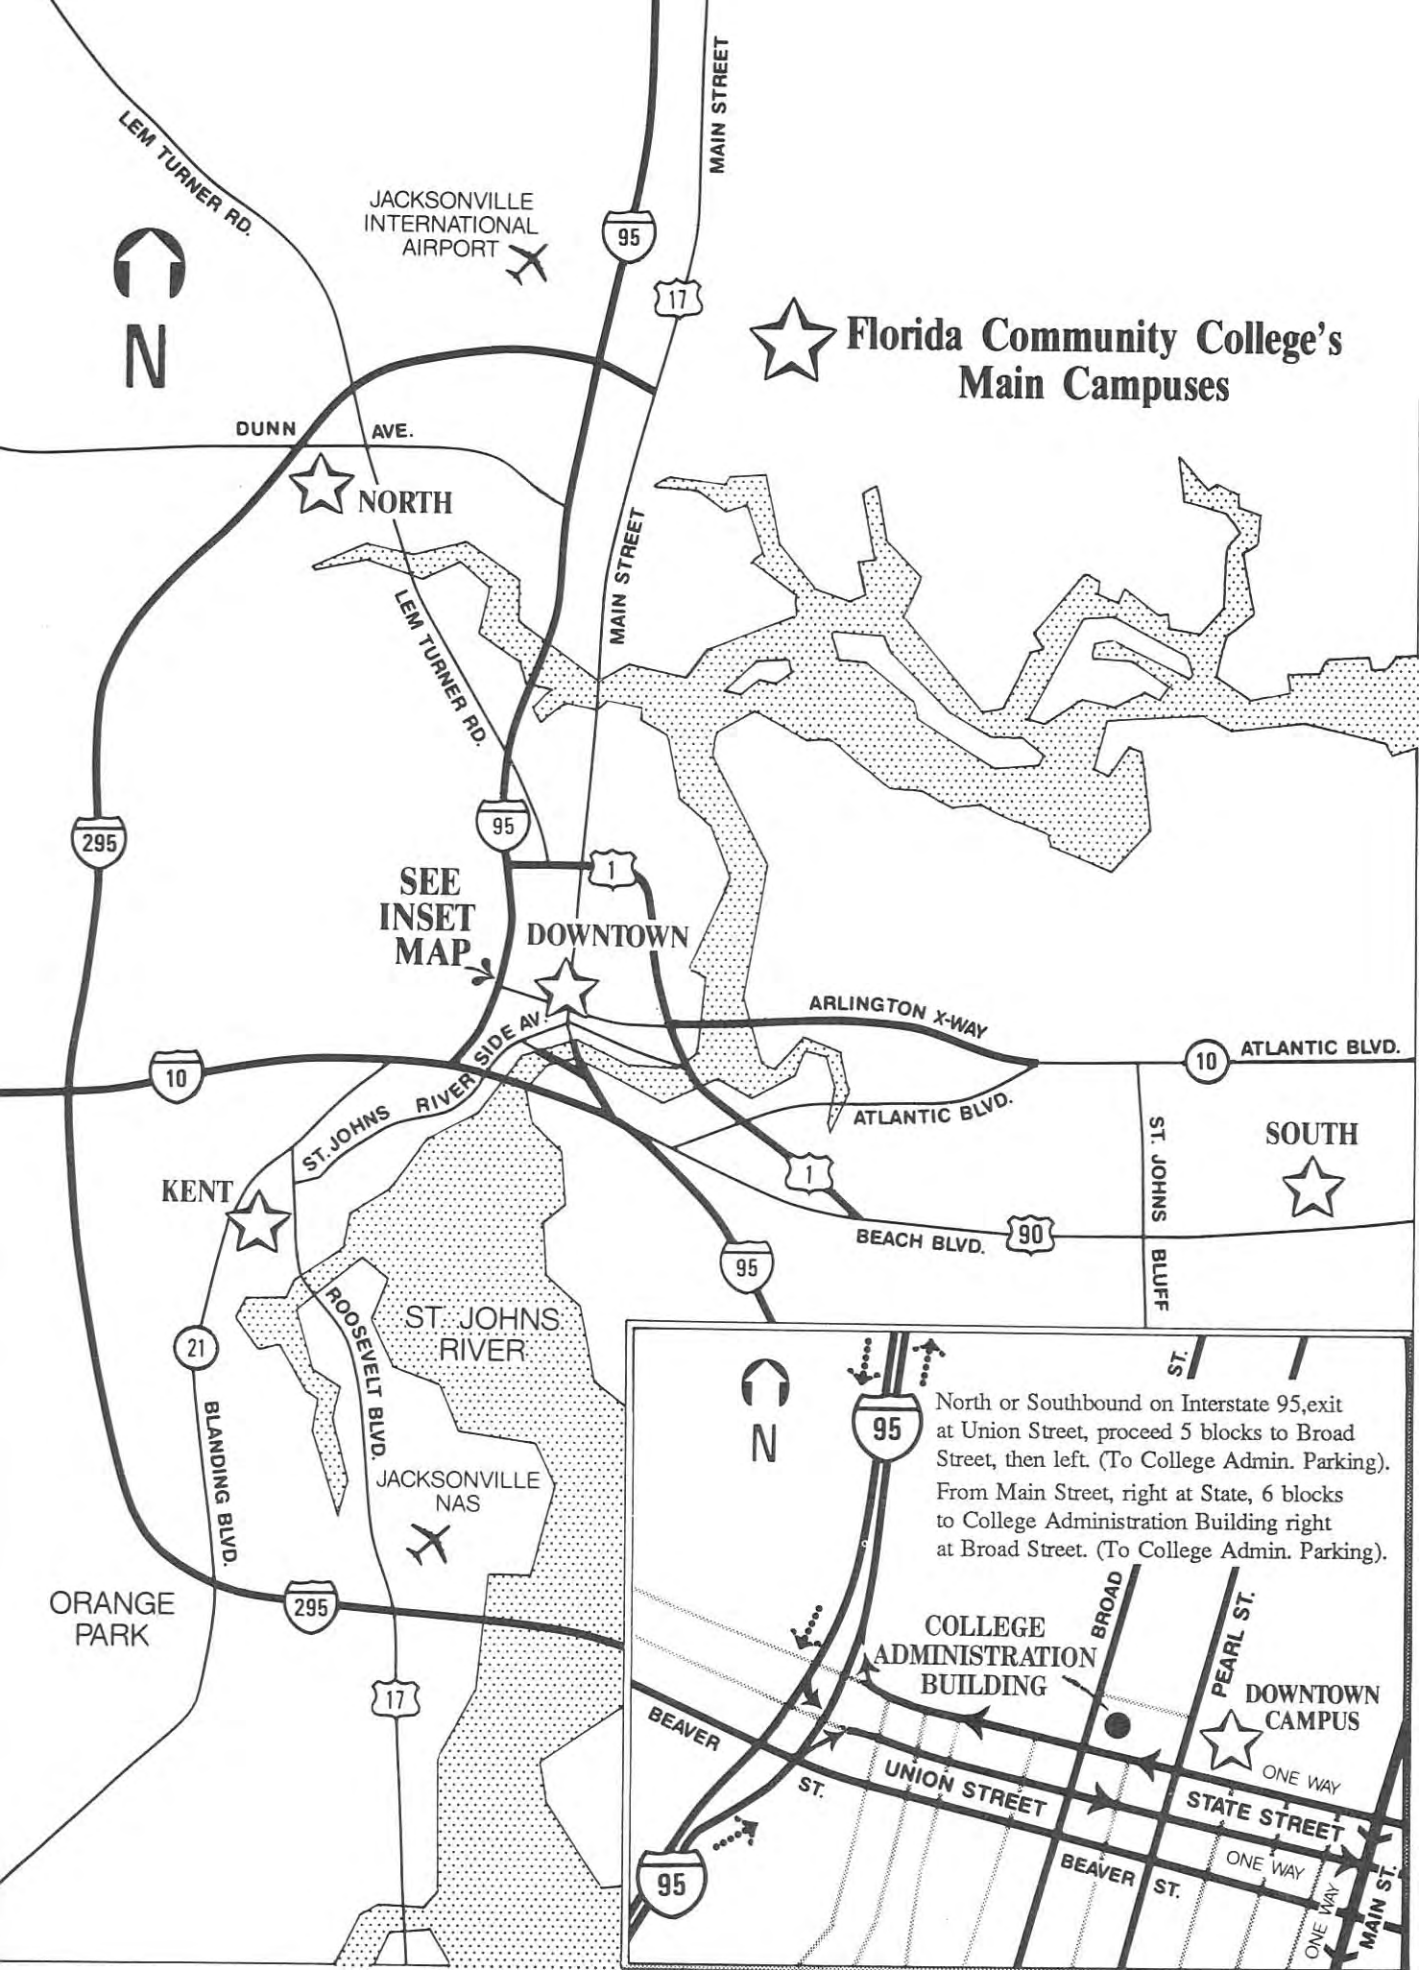 MAIN STREET
LEM TURNER RD.
JACKSONVILLE
INTERNATIONAL
AIRPORT
95
17
N
Florida Community College's
Main Campuses
DUNN AVE.
NORTH
MAIN STREET
LEM TURNER RD.
295
95
1
SEE
INSET
MAP
DOWNTOWN
ARLINGTON X-WAY
10
ATLANTIC BLVD.
10
RIVER SIDE AV.
ST. JOHNS
ATLANTIC BLVD.
ST. JOHNS BLUFF
SOUTH
KENT
1
BEACH BLVD.
90
95
21
ROOSEVELT BLVD.
ST. JOHNS
RIVER
BLANDING BLVD.
JACKSONVILLE
NAS
ORANGE
PARK
295
17
N
95
ST.
North or Southbound on Interstate 95,exit
at Union Street, proceed 5 blocks to Broad
Street, then left. (To College Admin. Parking).
From Main Street, right at State, 6 blocks
to College Administration Building right
at Broad Street. (To College Admin. Parking).
BROAD
PEARL ST.
COLLEGE
ADMINISTRATION
BUILDING
DOWNTOWN
CAMPUS
BEAVER
ST.
UNION STREET
ONE WAY
STATE STREET
BEAVER ST.
ONE WAY
ONE WAY
MAIN ST.
95